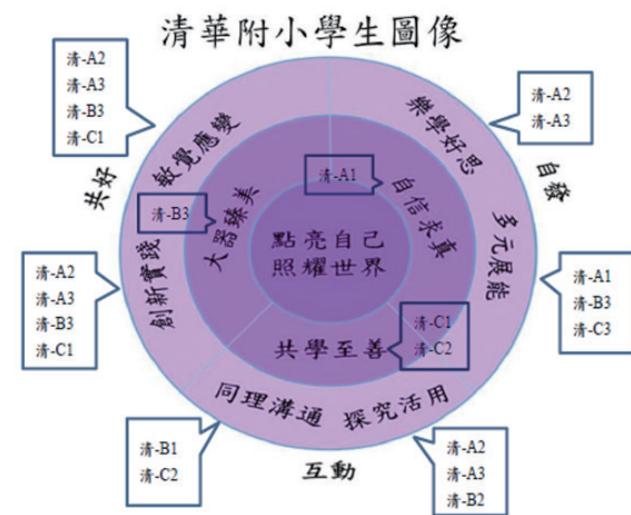 清華附小學生圖像
清-A2
清-A3
清-B3
清-C1
敏覺應變
樂學好思
清-A2
清-A3
共好
自發
清-A1
清-B3
大器臻美
自信求真
點亮自己
照耀世界
多元展能
創新實踐
清-A2
清-A3
清-B3
清-C1
清-A1
清-B3
清-C3
清-C1
清-C2
共學至善
同理溝通
探究活用
清-B1
清-C2
互動
清-A2
清-A3
清-B2